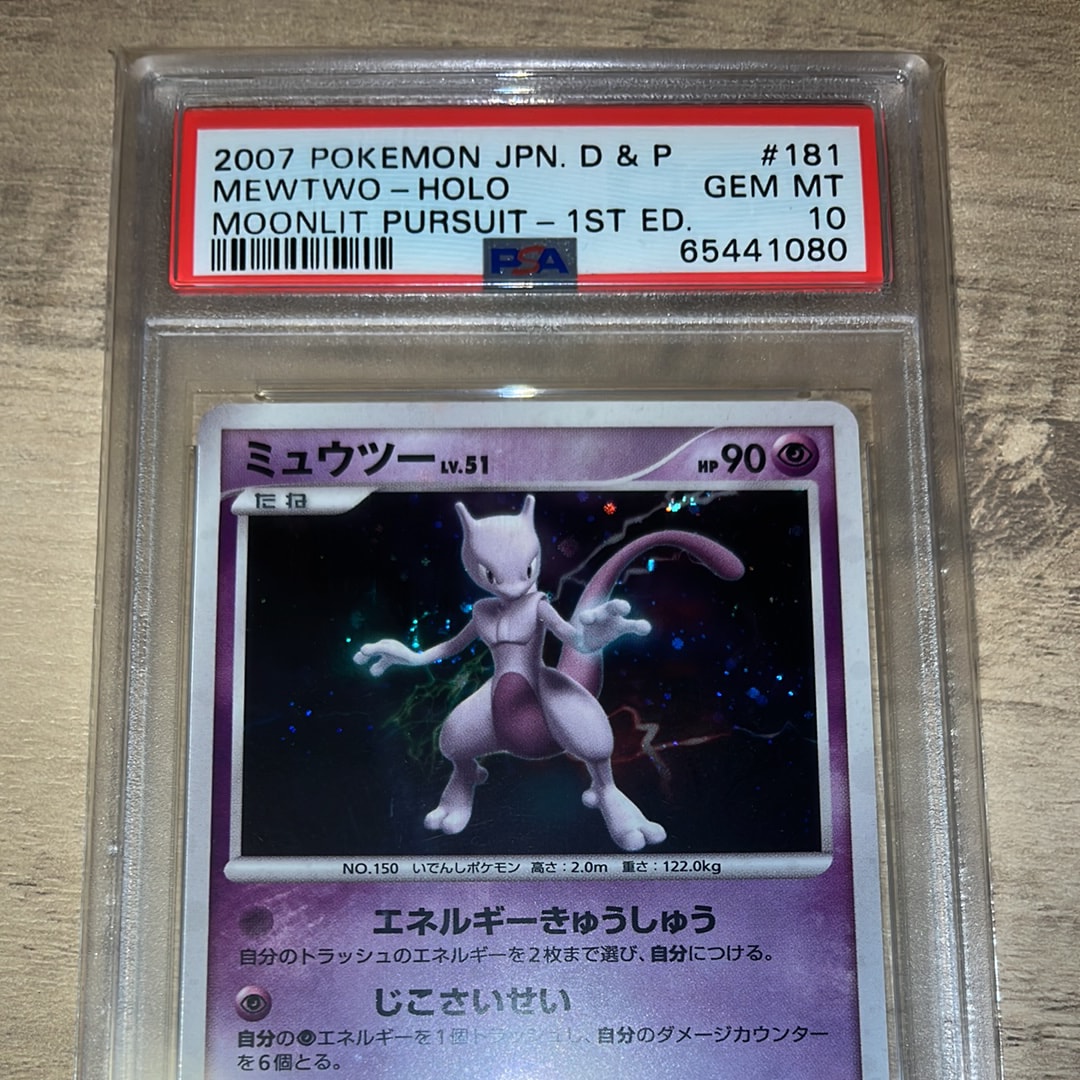 2007 POKEMON JPN. D & P #181
MEWTWO - HOLO GEM MT
MOONLIT PURSUIT - 1ST ED. 10
PSA 65441080
ミュウツー LV.51 HP 90
たね
NO.150 いでんしポケモン 高さ:2.0m 重さ:122.0kg
エネルギーきゅうしゅう
自分のトラッシュのエネルギーを2枚まで選び、自分につける。
じこさいせい
自分のエネルギーを1個トラッシュし、自分のダメージカウンター
を6個とる。